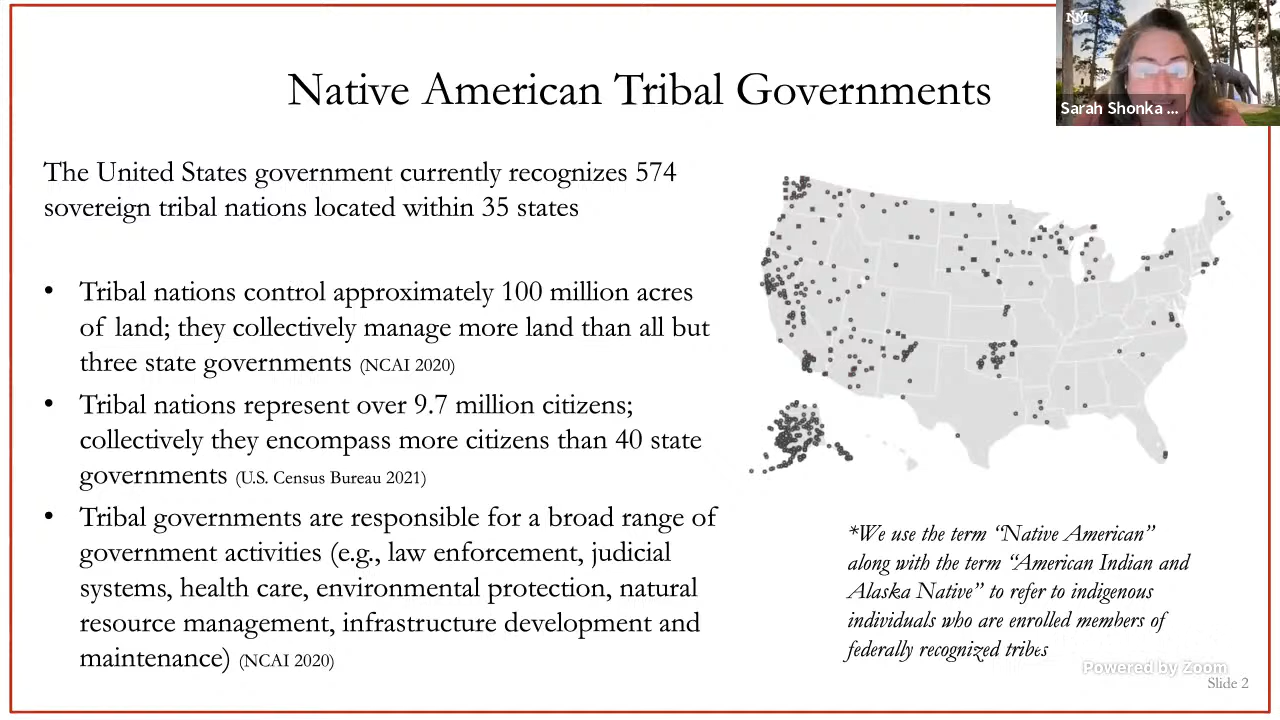 NM
Sarah Shonka ...
Native American Tribal Governments
The United States government currently recognizes 574
sovereign tribal nations located within 35 states
• Tribal nations control approximately 100 million acres
of land; they collectively manage more land than all but
three state governments (NCAI 2020)
• Tribal nations represent over 9.7 million citizens;
collectively they encompass more citizens than 40 state
governments (U.S. Census Bureau 2021)
• Tribal governments are responsible for a broad range of
government activities (e.g., law enforcement, judicial
systems, health care, environmental protection, natural
resource management, infrastructure development and
maintenance) (NCAI 2020)
*We use the term “Native American”
along with the term “American Indian and
Alaska Native” to refer to indigenous
individuals who are enrolled members of
federally recognized tribes
Powered by Zoom
Slide 2